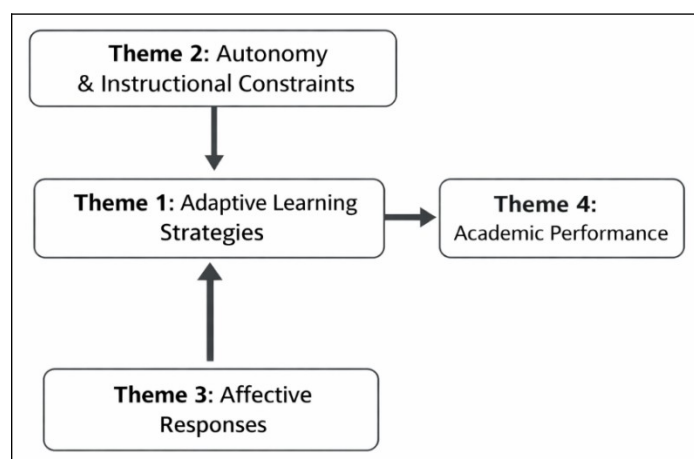 Theme 2: Autonomy
& Instructional Constraints
Theme 1: Adaptive Learning
Strategies
Theme 4:
Academic Performance
Theme 3: Affective
Responses